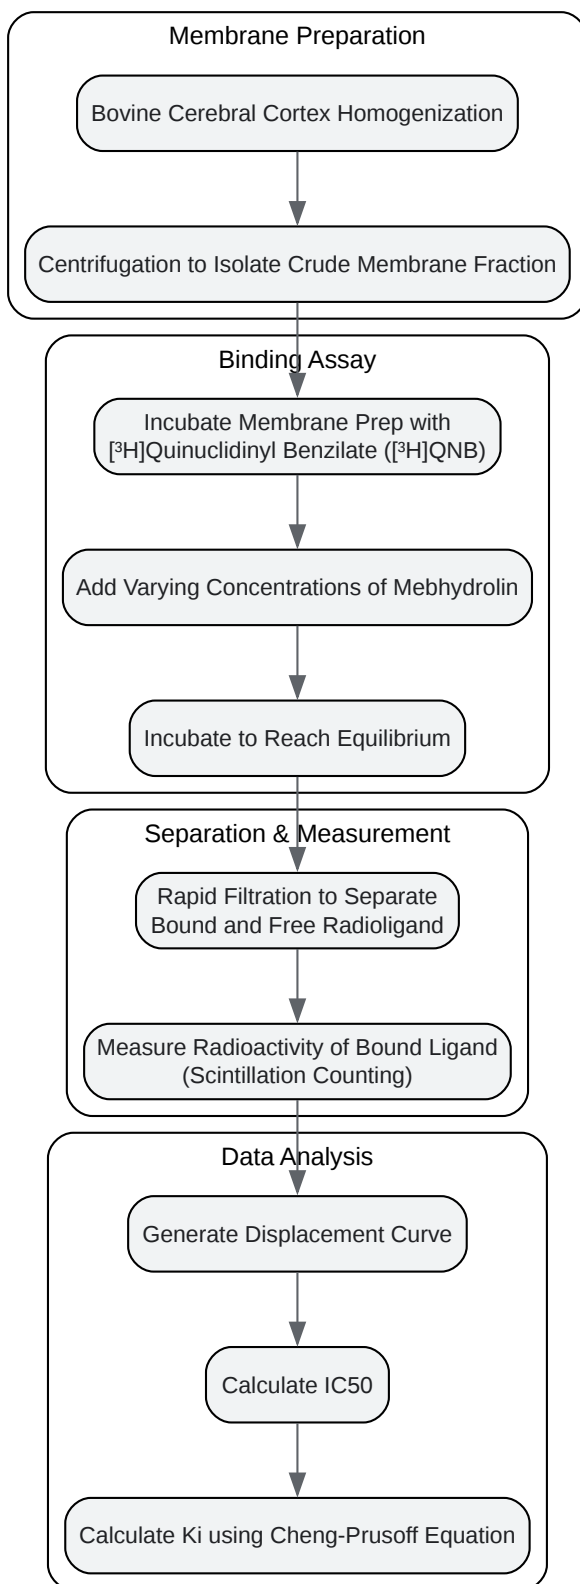 Membrane Preparation
Bovine Cerebral Cortex Homogenization
Centrifugation to Isolate Crude Membrane Fraction
Binding Assay
Incubate Membrane Prep with
[³H]Quinuclidinyl Benzilate ([³H]QNB)
Add Varying Concentrations of Mebhydrolin
Incubate to Reach Equilibrium
Separation & Measurement
Rapid Filtration to Separate
Bound and Free Radioligand
Measure Radioactivity of Bound Ligand
(Scintillation Counting)
Data Analysis
Generate Displacement Curve
Calculate IC50
Calculate Ki using Cheng-Prusoff Equation